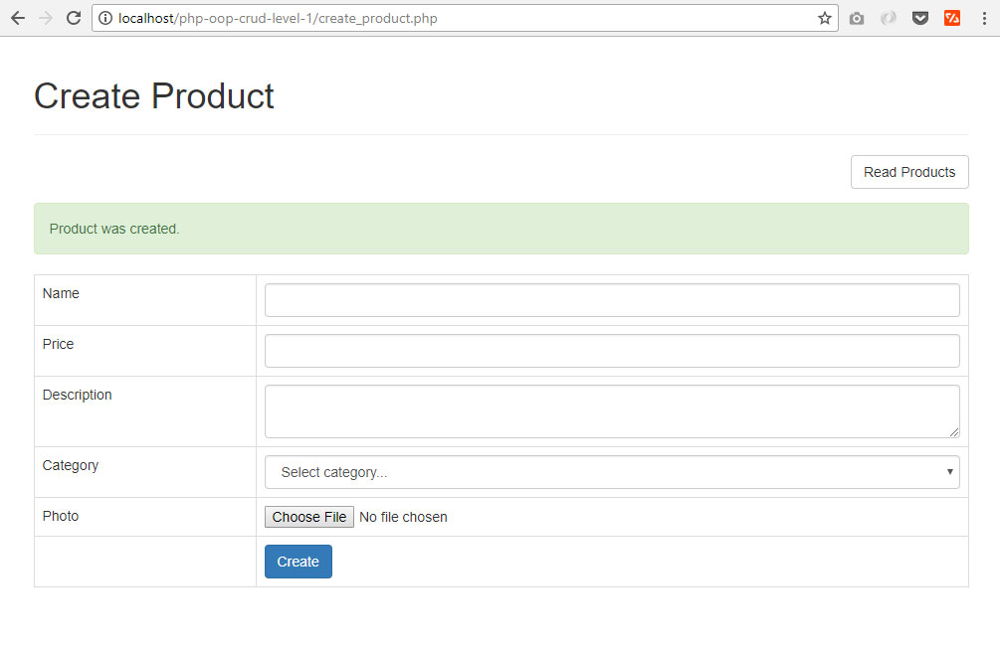 localhost/php-oop-crud-level-1/create_product.php
Create Product
Read Products
Product was created.
Name
Price
Description
Category
Select category...
Photo
Choose File No file chosen
Create